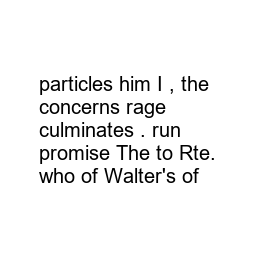 particles him I , the
concerns rage
culminates . run
promise The to Rte.
who of Walter's of